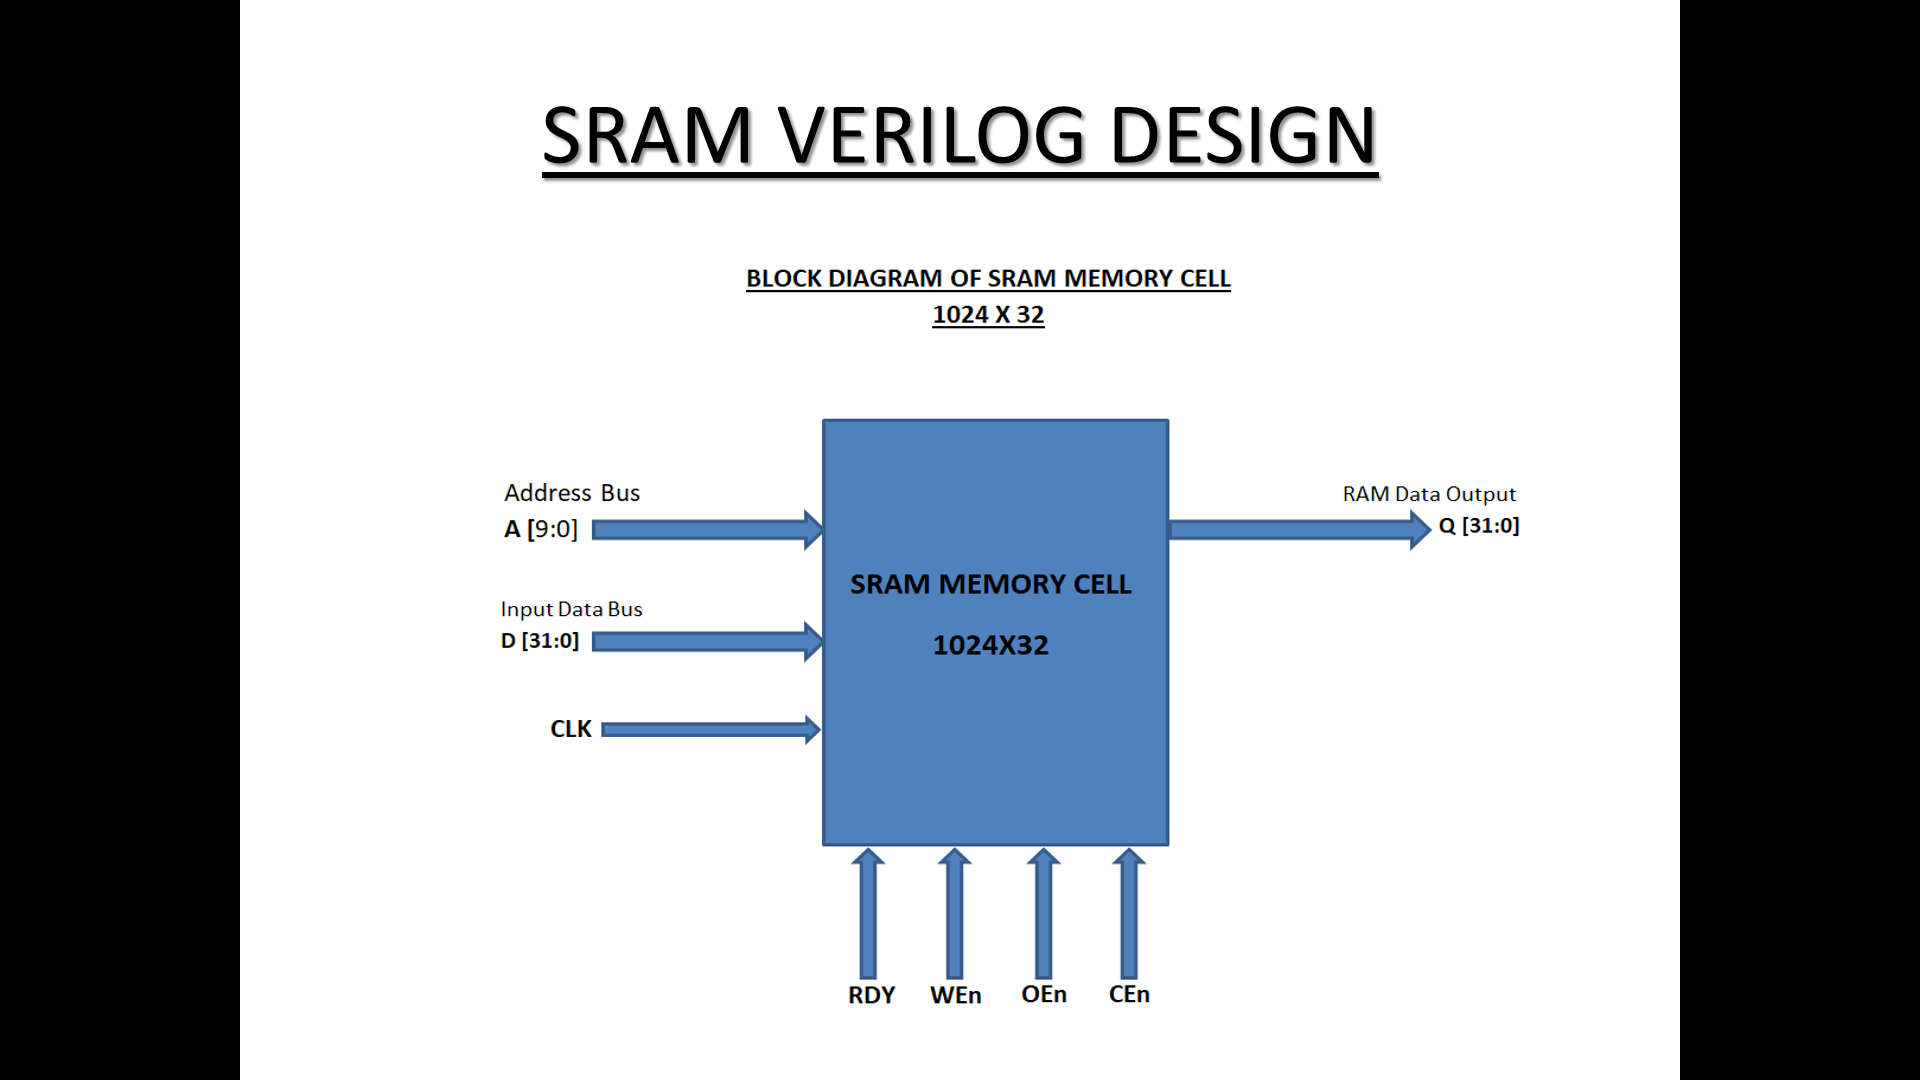 SRAM VERILOG DESIGN
BLOCK DIAGRAM OF SRAM MEMORY CELL
1024 X 32
Address Bus
A [9:0]
Input Data Bus
D [31:0]
CLK
SRAM MEMORY CELL
1024X32
RAM Data Output
Q [31:0]
RDY WEn OEn CEn